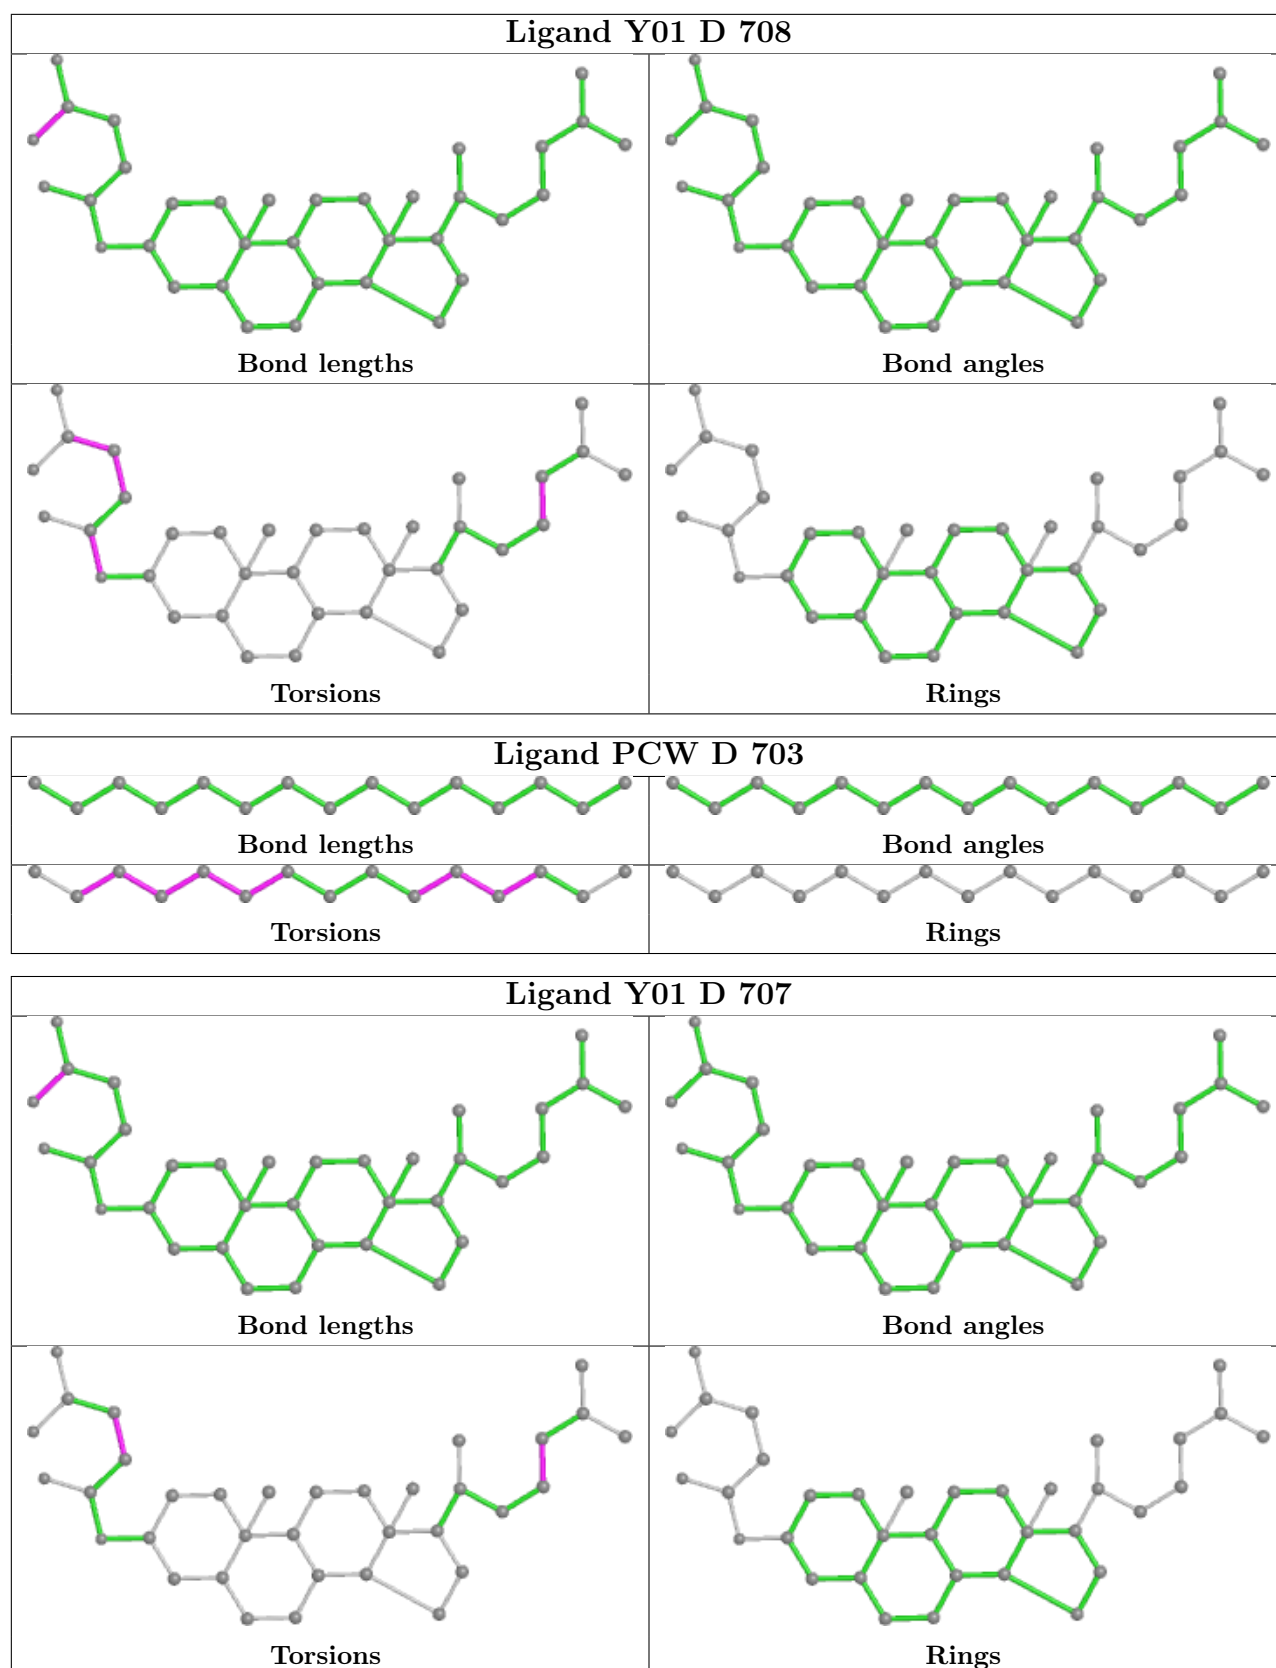 Ligand Y01 D 708
Bond lengths
Bond angles
Torsions
Rings
Ligand PCW D 703
Bond lengths
Bond angles
Torsions
Rings
Ligand Y01 D 707
Bond lengths
Bond angles
Torsions
Rings